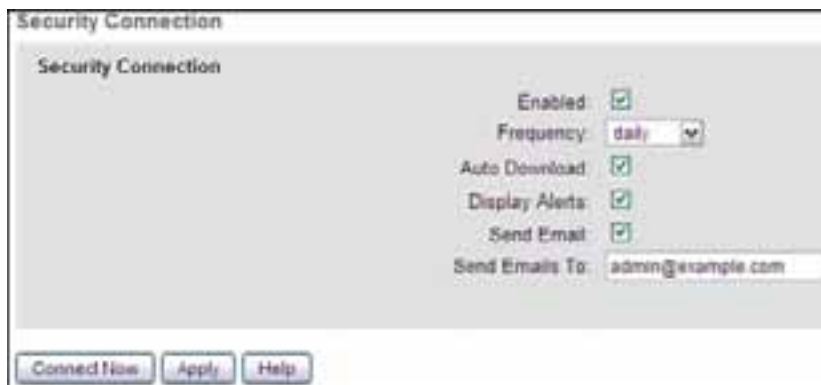 Security Connection
Security Connection
Enabled:
Frequency: daily
Auto Download:
Display Alerts:
Send Email:
Send Emails To: admin@example.com
Connect Now Apply Help